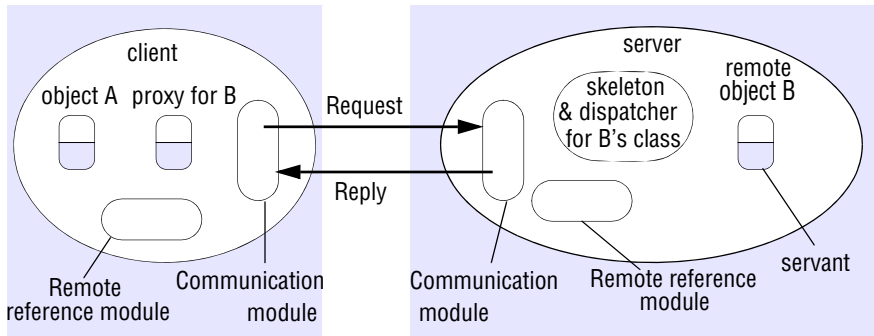 client
object A
proxy for B
Request
Reply
Remote
reference module
Communication
module
server
skeleton
& dispatcher
for B's class
remote
object B
Communication
module
Remote reference
module
servant